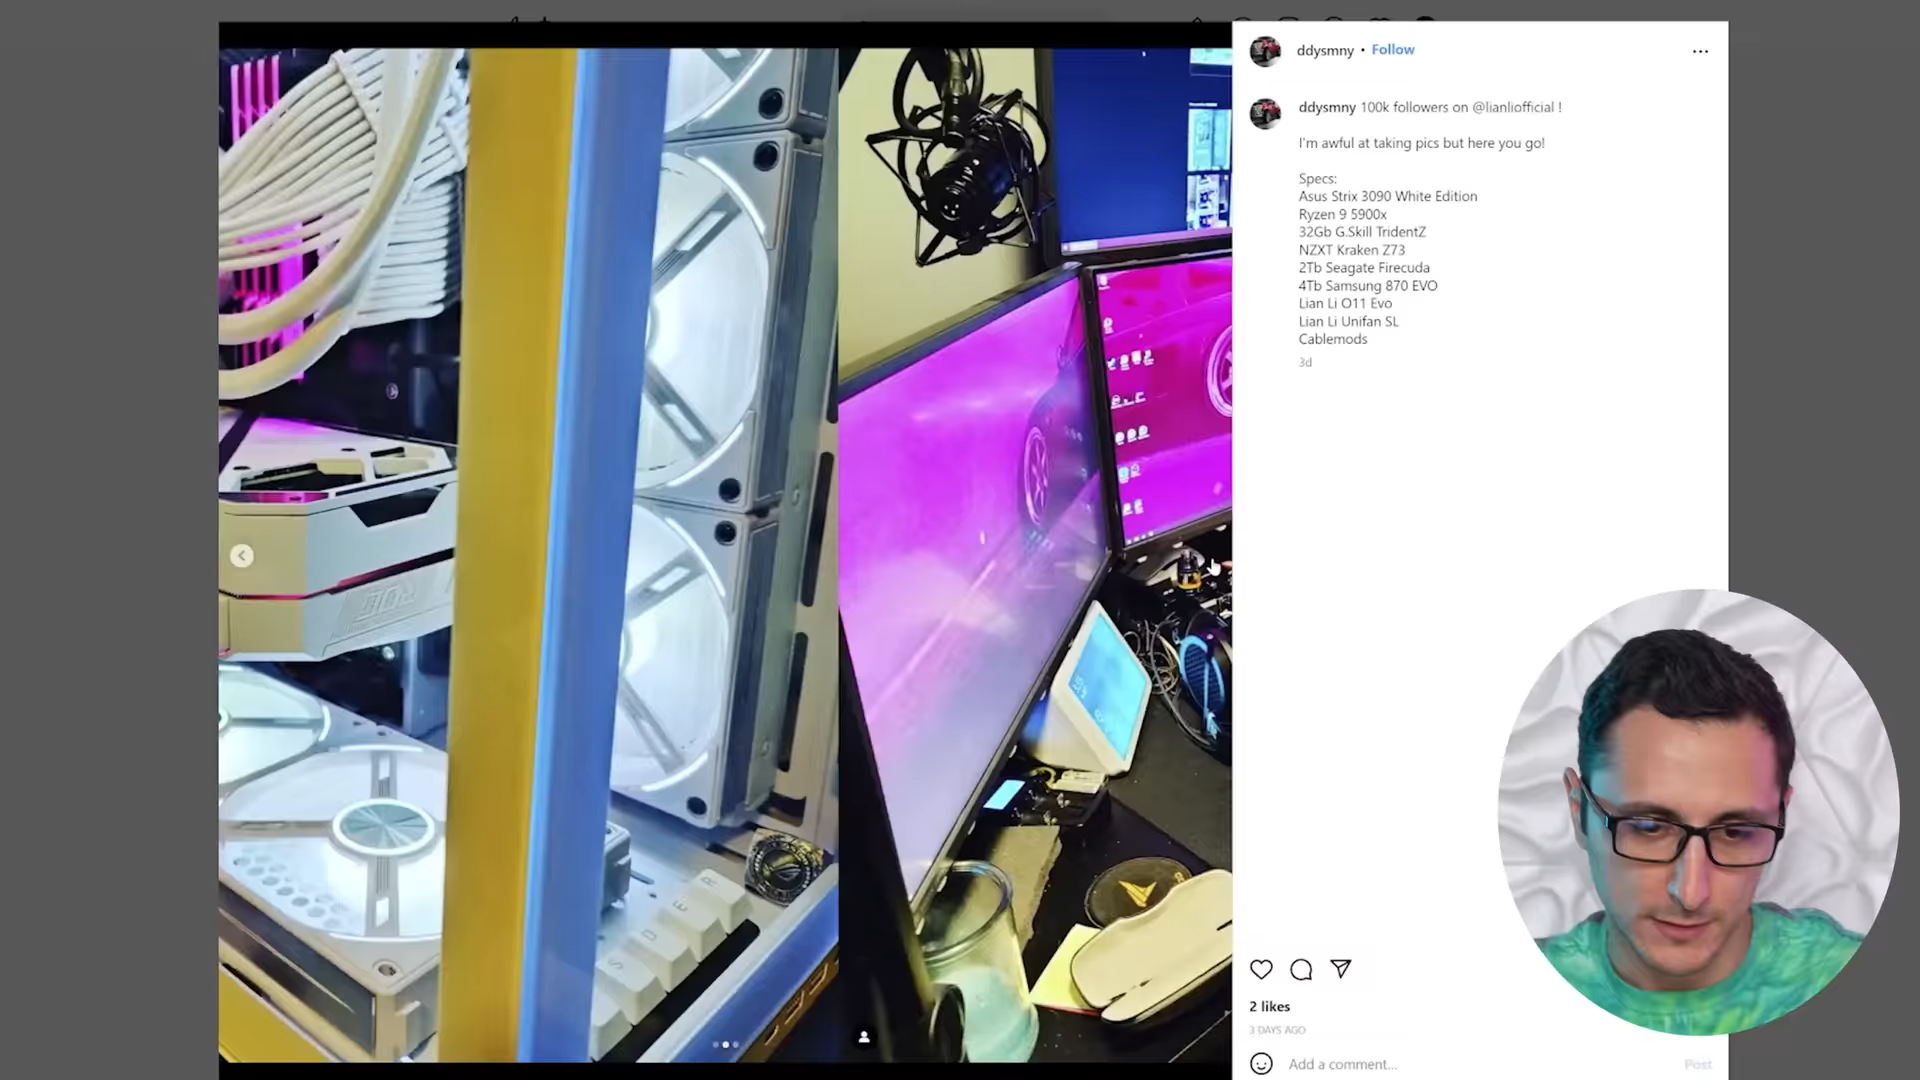 ddysmny • Follow
ddysmny 100k followers on @lianliofficial !
I'm awful at taking pics but here you go!
Specs:
Asus Strix 3090 White Edition
Ryzen 9 5900x
32Gb G.Skill TridentZ
NZXT Kraken Z73
2Tb Seagate Firecuda
4Tb Samsung 870 EVO
Lian Li O11 Evo
Lian Li Unifan SL
Cablemods
3d
2 likes
3 DAYS AGO
Add a comment...
Post
R
E
D
S